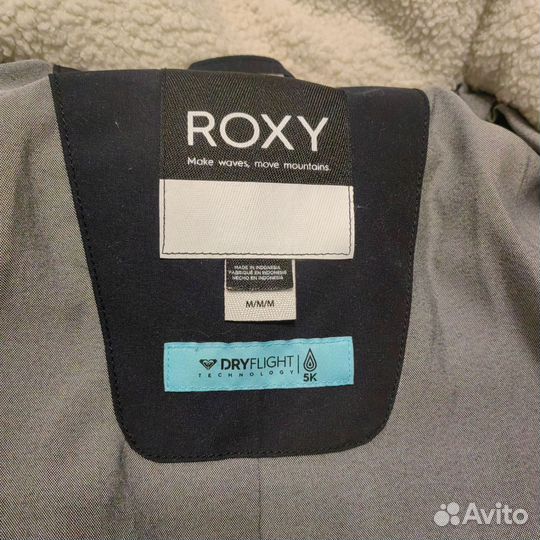 ROXY
Make waves, move mountains.
MADE IN INDONESIA
FABRIQUÉ EN INDONÉSIE
HECHO EN INDONESIA
M/M/M
DRYFLIGHT
TECHNOLOGY
5K
Avito